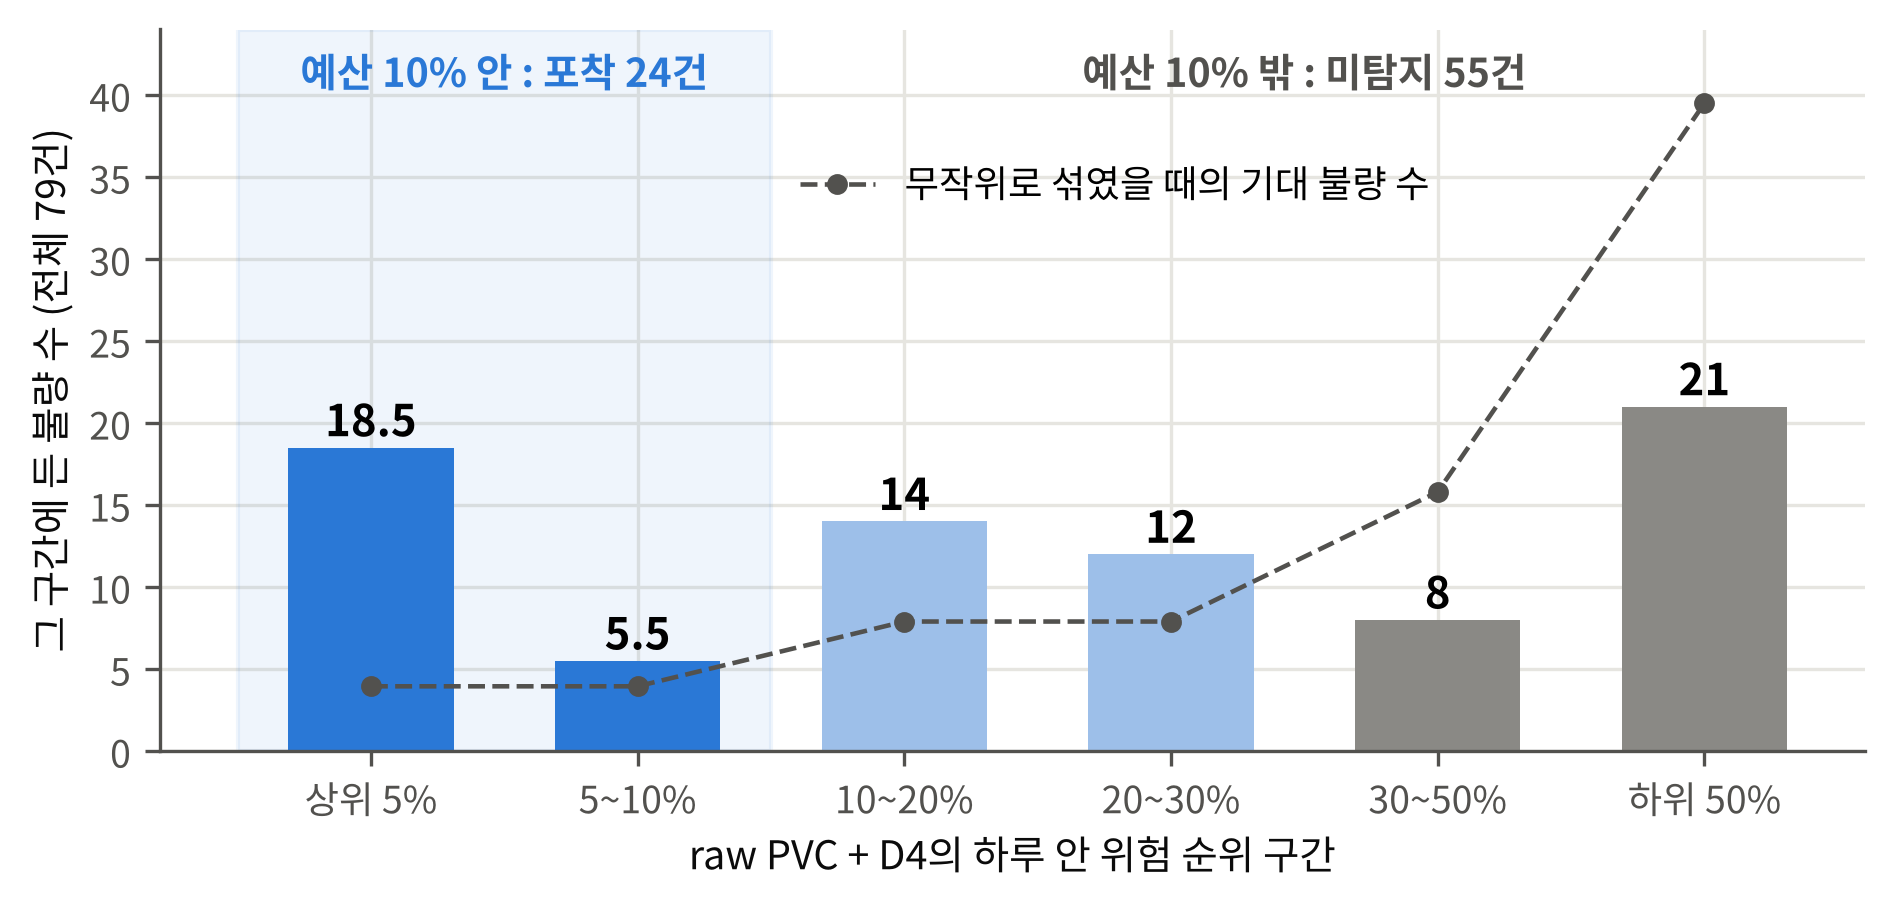 예산 10% 안 : 포착 24건
예산 10% 밖 : 미탐지 55건
무작위로 섞였을 때의 기대 불량 수
그 구간에 든 불량 수 (전체 79건)
40
35
30
25
20
15
10
5
0
18.5
5.5
14
12
8
21
상위 5%
5~10%
10~20%
20~30%
30~50%
하위 50%
raw PVC + D4의 하루 안 위험 순위 구간